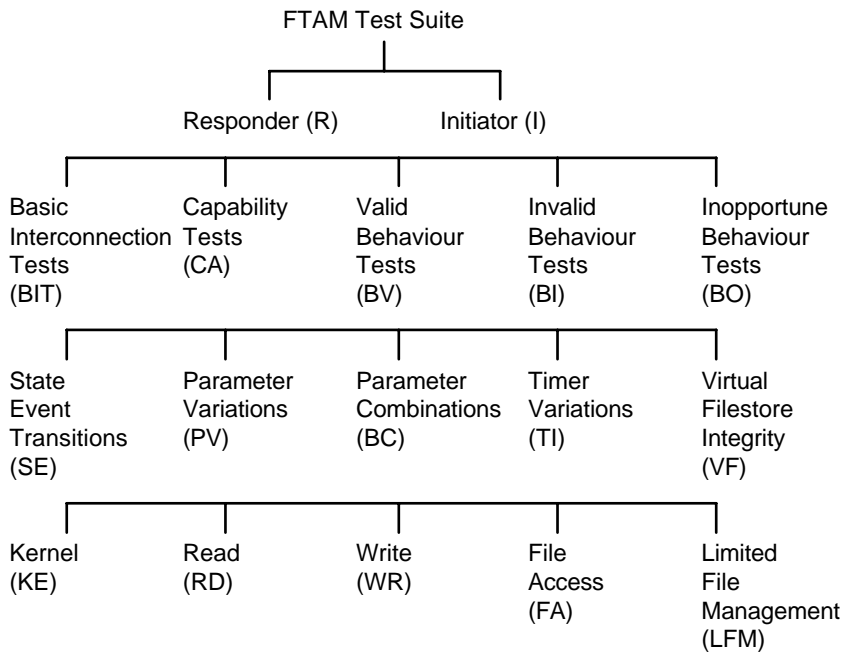 FTAM Test Suite
Responder (R)
Initiator (I)
Basic
Interconnection
Tests
(BIT)
Capability
Tests
(CA)
Valid
Behaviour
Tests
(BV)
Invalid
Behaviour
Tests
(BI)
Inopportune
Behaviour
Tests
(BO)
State
Event
Transitions
(SE)
Parameter
Variations
(PV)
Parameter
Combinations
(BC)
Timer
Variations
(TI)
Virtual
Filestore
Integrity
(VF)
Kernel
(KE)
Read
(RD)
Write
(WR)
File
Access
(FA)
Limited
File
Management
(LFM)